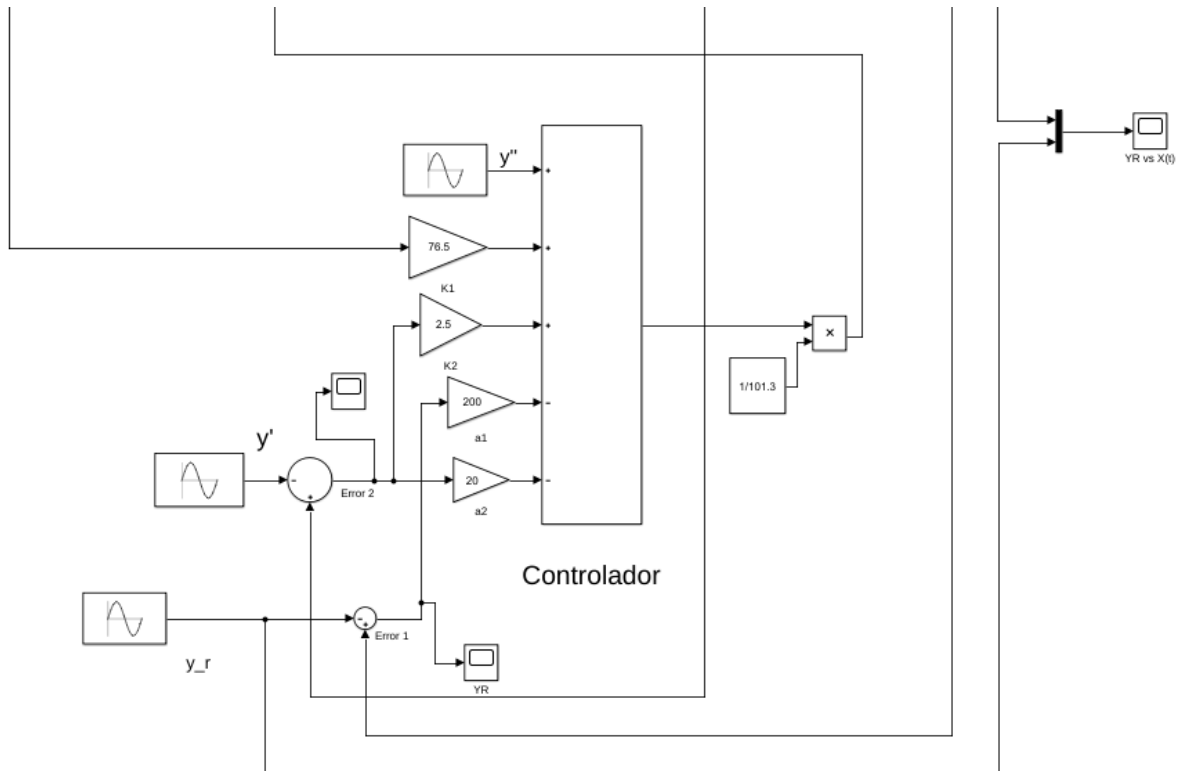 YR vs X(t)
y''
+
76.5
+
K1
2.5
+
×
K2
1/101.3
200
-
a1
y'
-
+
Error 2
20
-
a2
Controlador
-
+
Error 1
y_r
YR